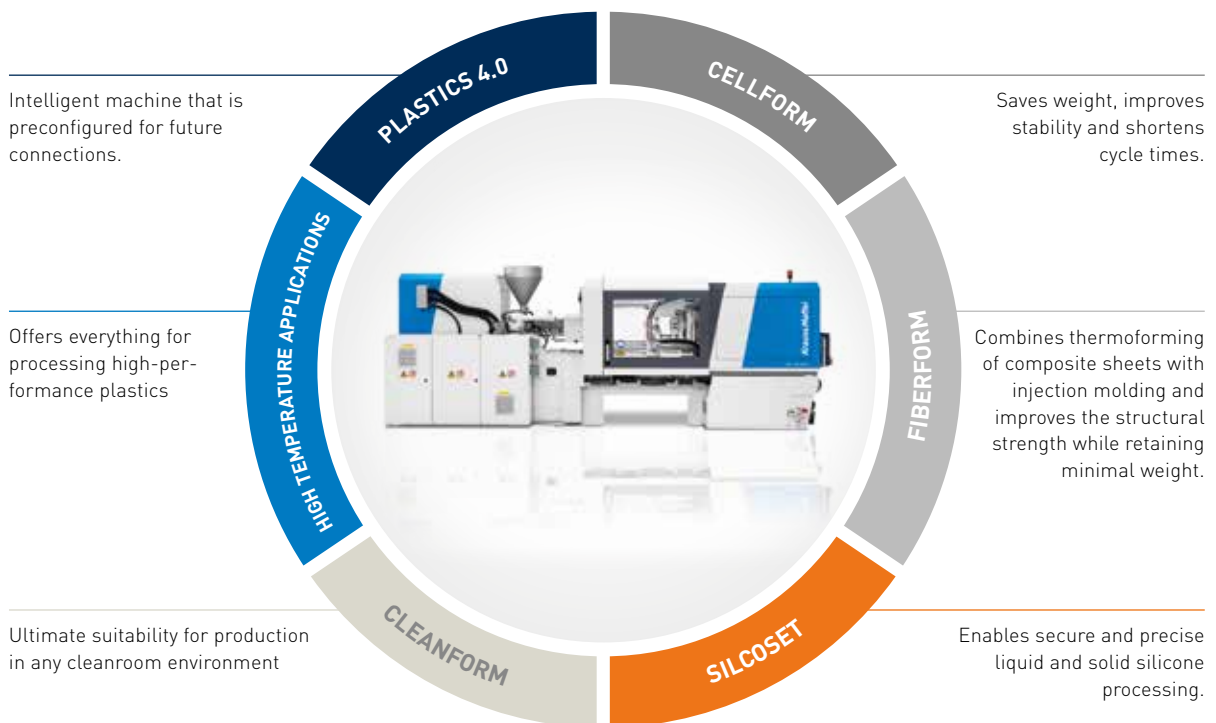 PLASTICS 4.0
Intelligent machine that is
preconfigured for future
connections.
CELLFORM
Saves weight, improves
stability and shortens
cycle times.
HIGH TEMPERATURE APPLICATIONS
Offers everything for
processing high-per-
formance plastics
FIBERFORM
Combines thermoforming
of composite sheets with
injection molding and
improves the structural
strength while retaining
minimal weight.
CLEANFORM
Ultimate suitability for production
in any cleanroom environment
SILCOSET
Enables secure and precise
liquid and solid silicone
processing.
Krauss Maffei